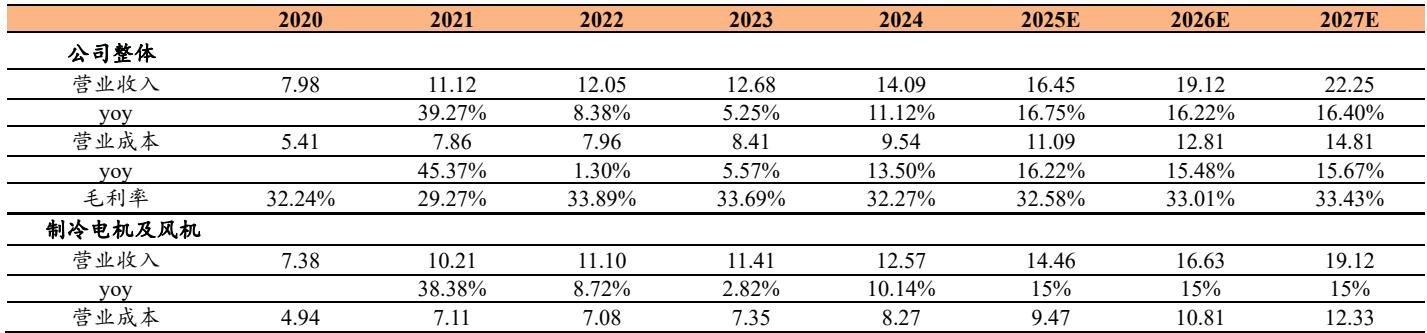 2020 2021 2022 2023 2024 2025E 2026E 2027E
公司整体
营业收入 7.98 11.12 12.05 12.68 14.09 16.45 19.12 22.25
yoy 39.27% 8.38% 5.25% 11.12% 16.75% 16.22% 16.40%
营业成本 5.41 7.86 7.96 8.41 9.54 11.09 12.81 14.81
yoy 45.37% 1.30% 5.57% 13.50% 16.22% 15.48% 15.67%
毛利率 32.24% 29.27% 33.89% 33.69% 32.27% 32.58% 33.01% 33.43%
制冷电机及风机
营业收入 7.38 10.21 11.10 11.41 12.57 14.46 16.63 19.12
yoy 38.38% 8.72% 2.82% 10.14% 15% 15% 15%
营业成本 4.94 7.11 7.08 7.35 8.27 9.47 10.81 12.33